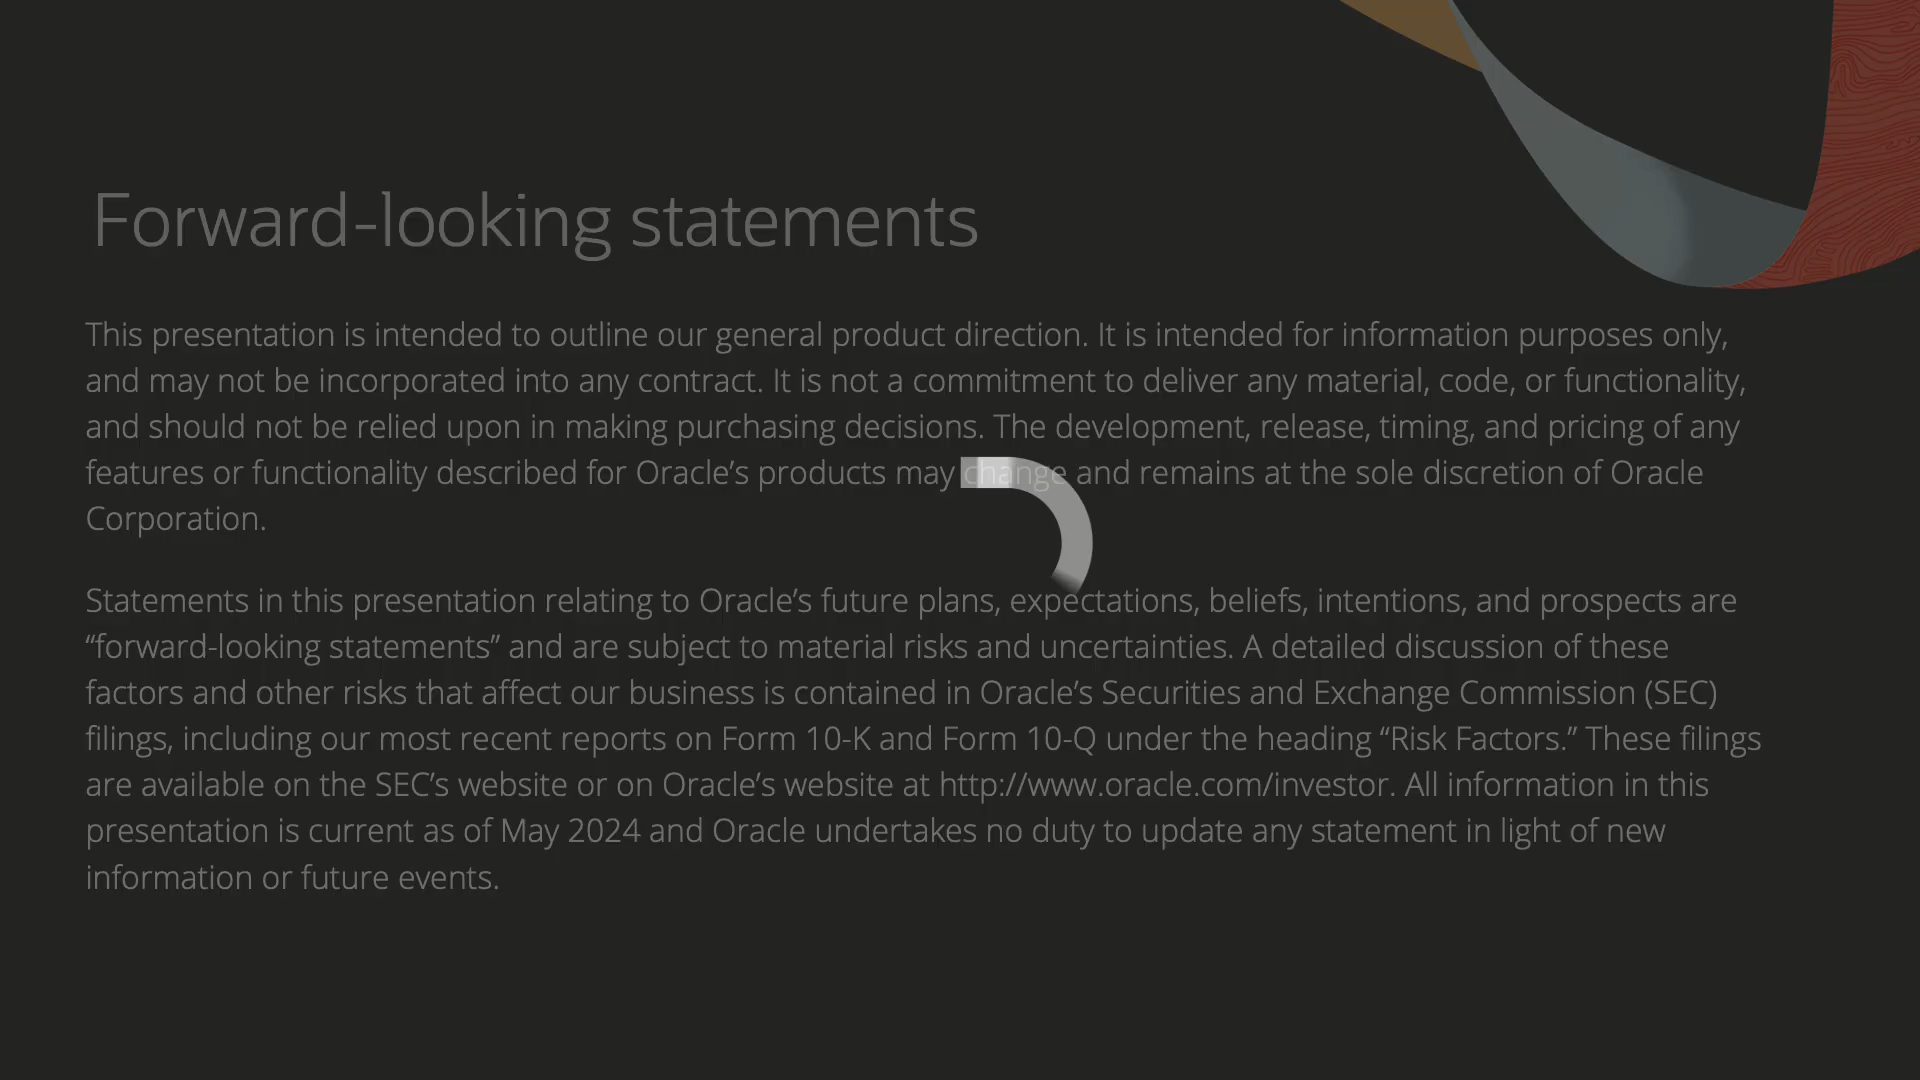 Forward-looking statements
This presentation is intended to outline our general product direction. It is intended for information purposes only,
and may not be incorporated into any contract. It is not a commitment to deliver any material, code, or functionality,
and should not be relied upon in making purchasing decisions. The development, release, timing, and pricing of any
features or functionality described for Oracle’s products may change and remains at the sole discretion of Oracle
Corporation.
Statements in this presentation relating to Oracle’s future plans, expectations, beliefs, intentions, and prospects are
“forward-looking statements” and are subject to material risks and uncertainties. A detailed discussion of these
factors and other risks that affect our business is contained in Oracle’s Securities and Exchange Commission (SEC)
filings, including our most recent reports on Form 10-K and Form 10-Q under the heading “Risk Factors.” These filings
are available on the SEC’s website or on Oracle’s website at http://www.oracle.com/investor. All information in this
presentation is current as of May 2024 and Oracle undertakes no duty to update any statement in light of new
information or future events.